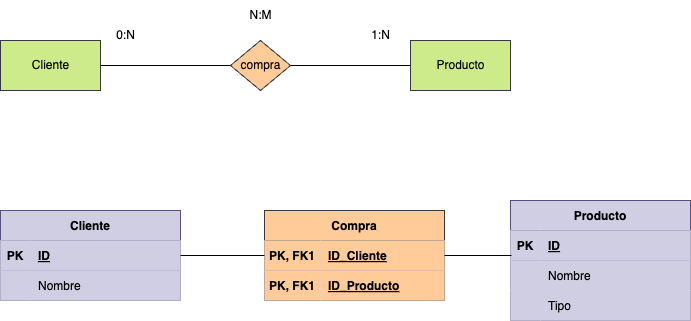 N:M
0:N
1:N
Cliente
compra
Producto
Cliente
PK ID
Nombre
Compra
PK, FK1 ID_Cliente
PK, FK1 ID_Producto
Producto
PK ID
Nombre
Tipo